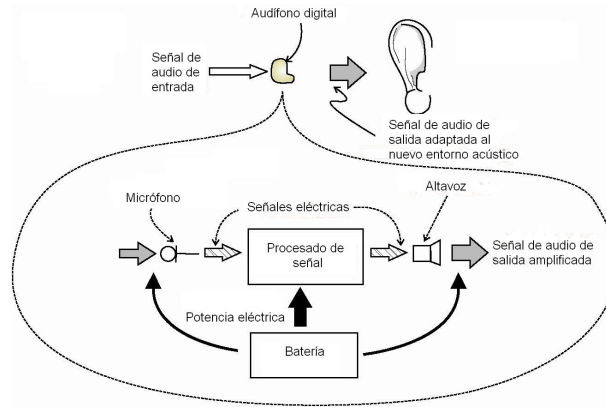 Audífono digital
Señal de
audio de
entrada
Señal de audio de
salida adaptada al
nuevo entorno acústico
Micrófono
Señales eléctricas
Altavoz
Procesado de
señal
Señal de audio de
salida amplificada
Potencia eléctrica
Batería